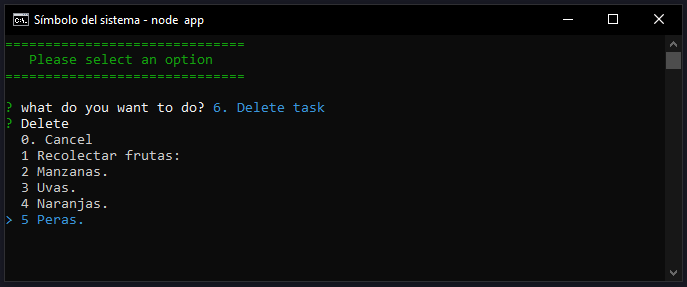 Símbolo del sistema - node app
==============================
Please select an option
==============================
? what do you want to do? 6. Delete task
? Delete
0. Cancel
1 Recolectar frutas:
2 Manzanas.
3 Uvas.
4 Naranjas.
> 5 Peras.